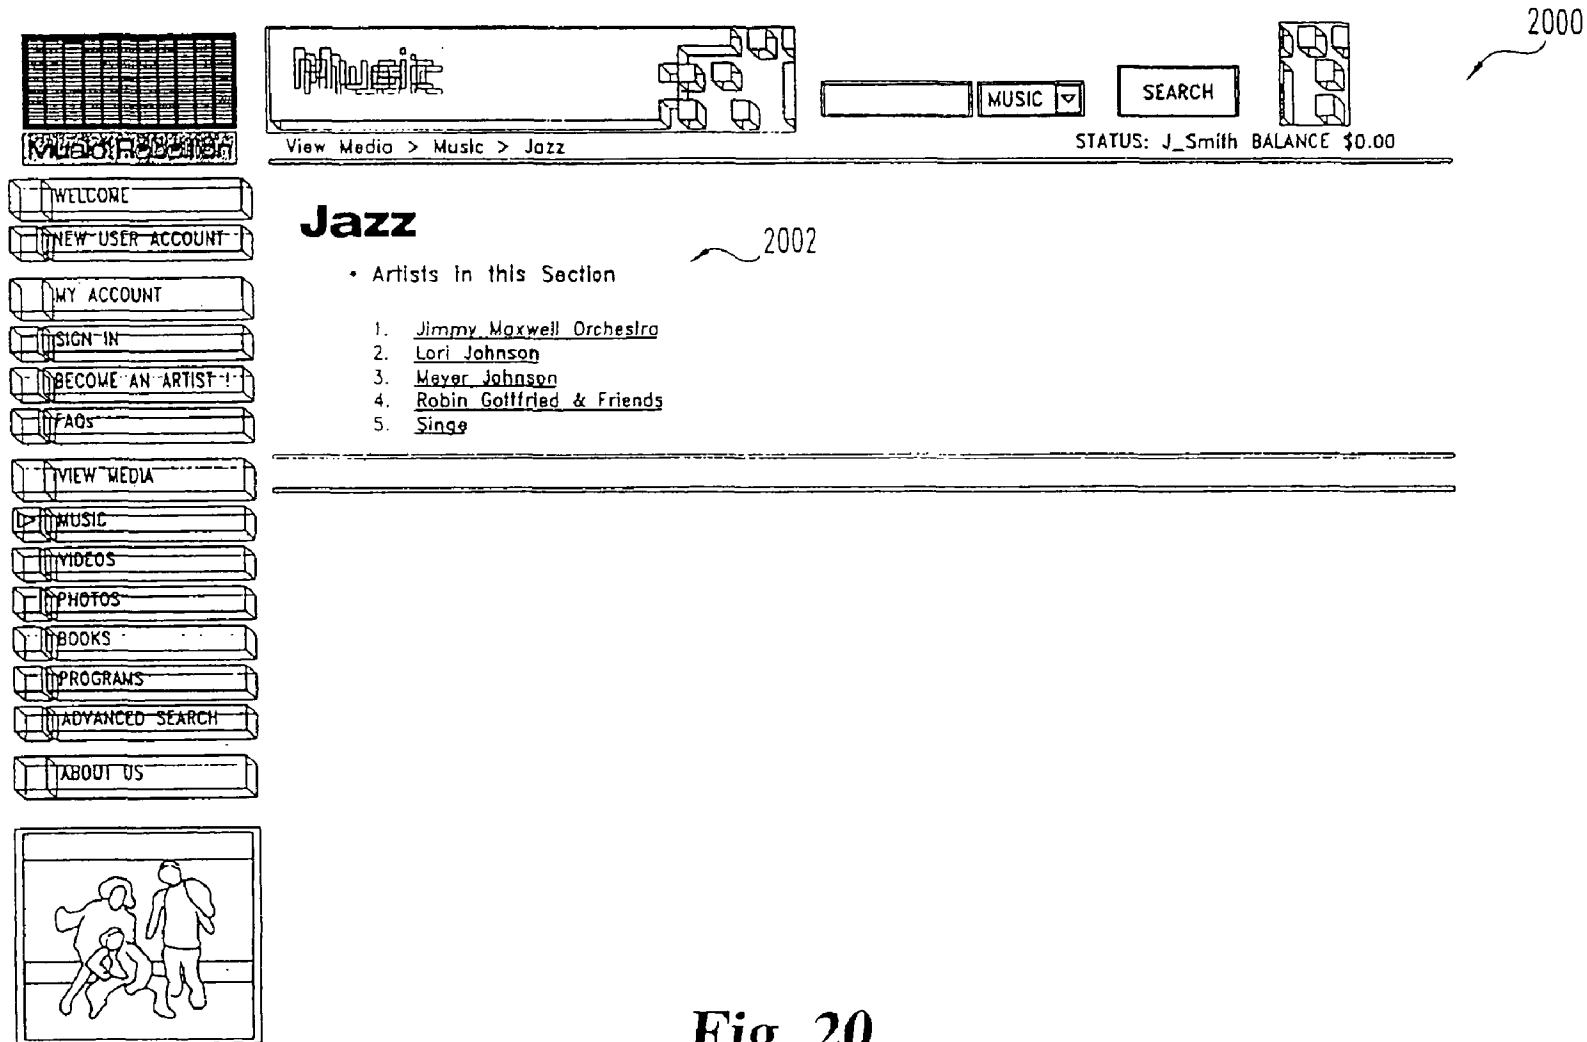 2000
Music
MUSIC
SEARCH
Music Rebellion
View Media > Music > Jazz
STATUS: J_Smith BALANCE $0.00
WELCOME
NEW USER ACCOUNT
MY ACCOUNT
SIGN IN
BECOME AN ARTIST !
FAQs
VIEW MEDIA
MUSIC
VIDEOS
PHOTOS
BOOKS
PROGRAMS
ADVANCED SEARCH
ABOUT US
Jazz
2002
• Artists in this Section
1. Jimmy Maxwell Orchestra
2. Lori Johnson
3. Meyer Johnson
4. Robin Gottfried & Friends
5. Singe
Fig. 20